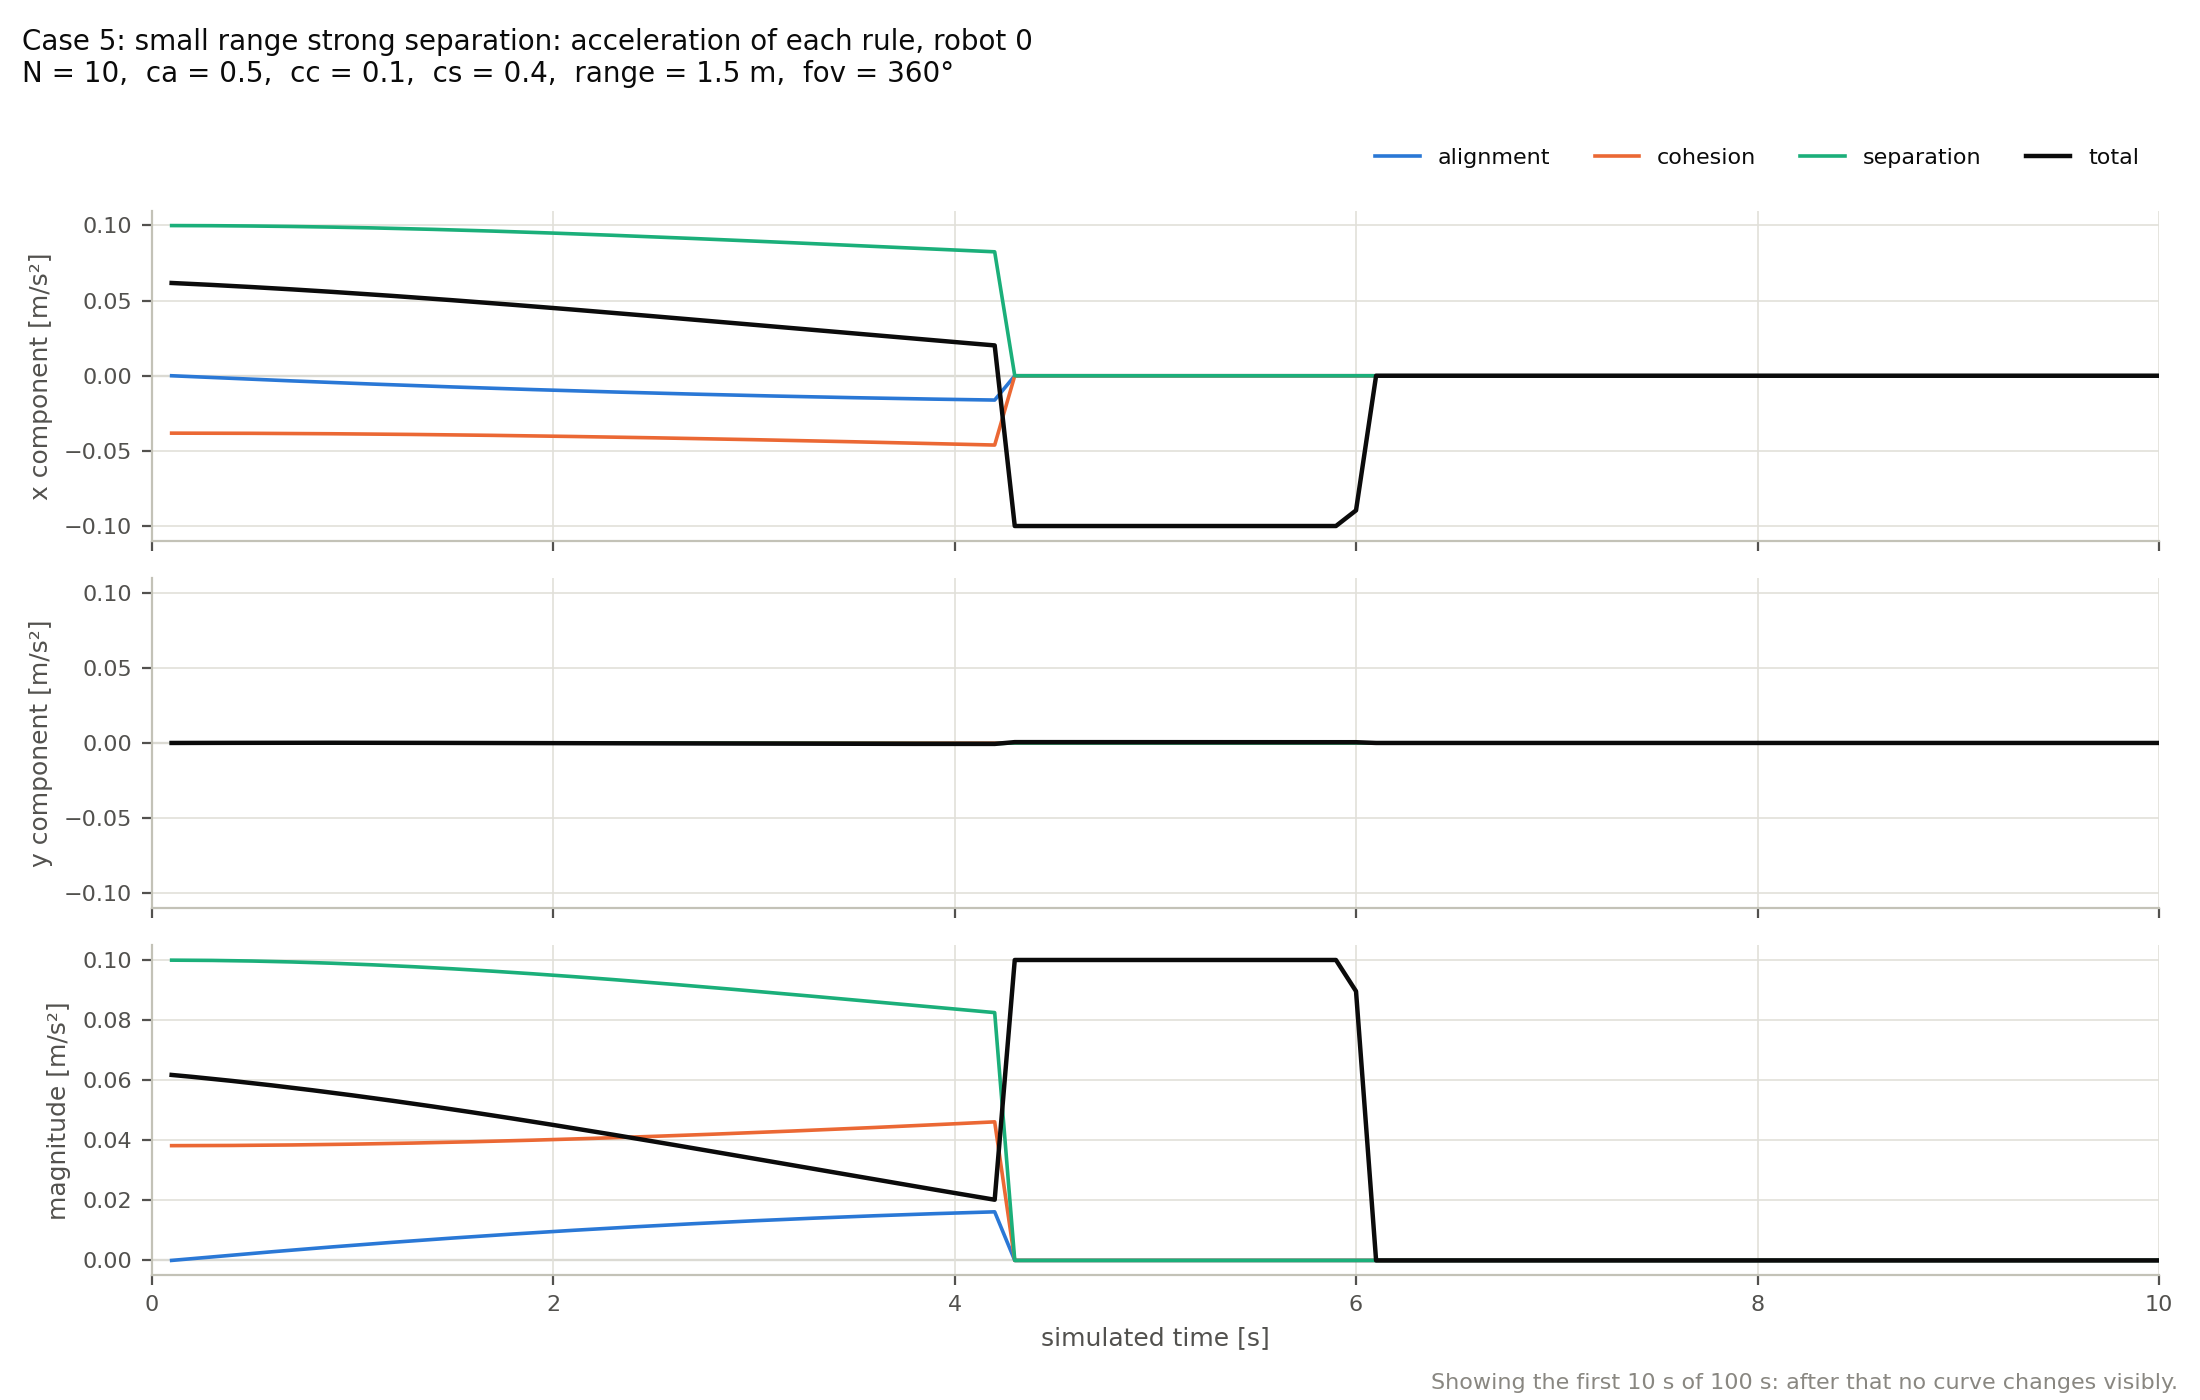 Case 5: small range strong separation: acceleration of each rule, robot 0
N = 10,  ca = 0.5,  cc = 0.1,  cs = 0.4,  range = 1.5 m,  fov = 360°
alignment cohesion separation total
x component [m/s²]
0.10
0.05
0.00
−0.05
−0.10
y component [m/s²]
0.10
0.05
0.00
−0.05
−0.10
magnitude [m/s²]
0.10
0.08
0.06
0.04
0.02
0.00
0 2 4 6 8 10
simulated time [s]
Showing the first 10 s of 100 s: after that no curve changes visibly.